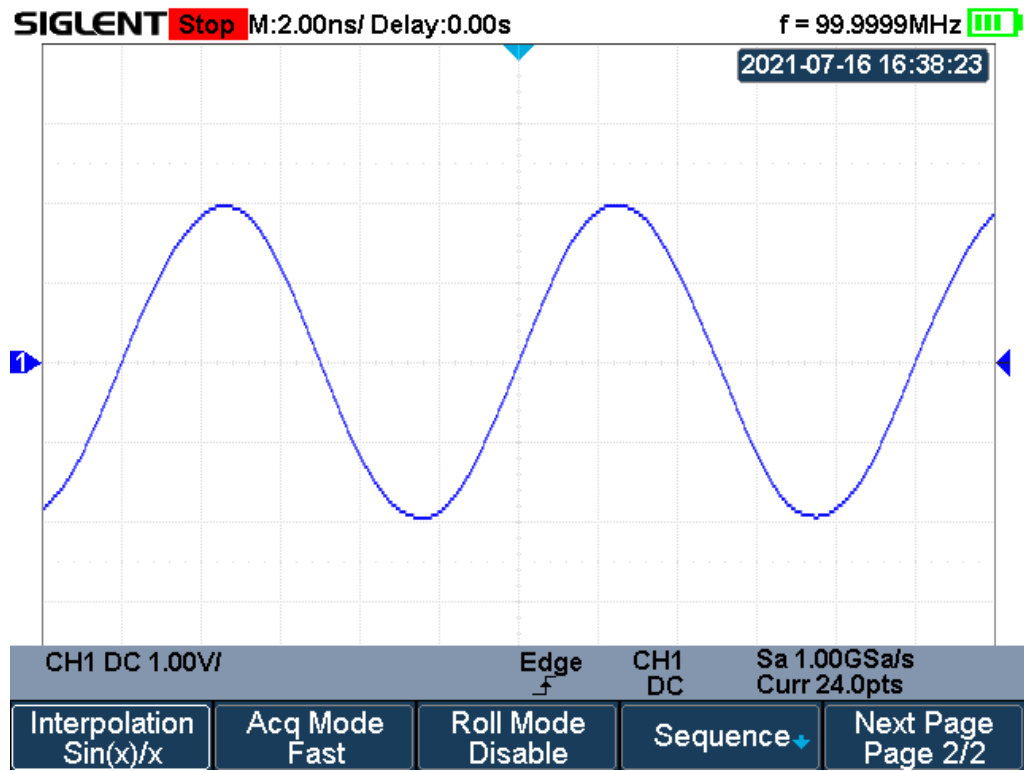 SIGLENT Stop M:2.00ns/ Delay:0.00s f = 99.9999MHz
2021-07-16 16:38:23
1
CH1 DC 1.00V/ Edge CH1 Sa 1.00GSa/s
DC Curr 24.0pts
Interpolation Acq Mode Roll Mode Sequence Next Page
Sin(x)/x Fast Disable Page 2/2